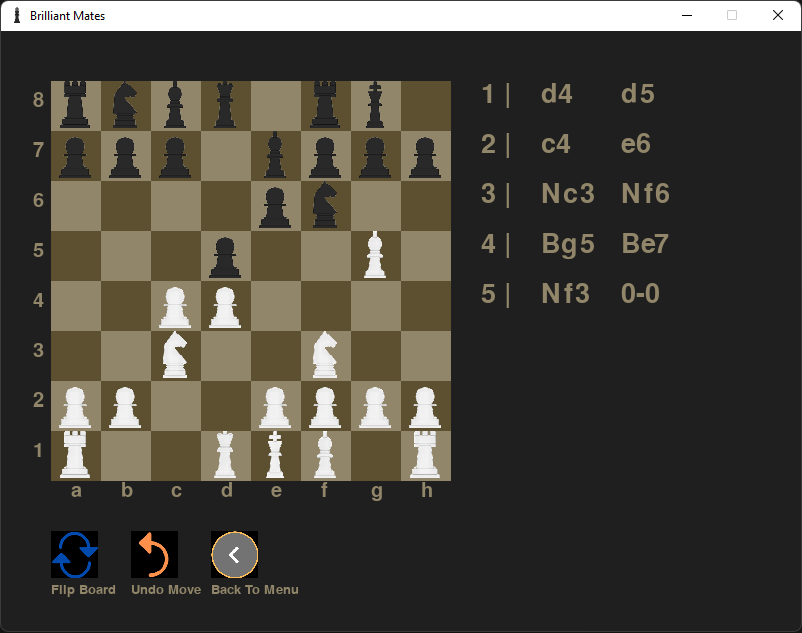 Brilliant Mates
8
7
6
5
4
3
2
1
a b c d e f g h
1 | d4 d5
2 | c4 e6
3 | Nc3 Nf6
4 | Bg5 Be7
5 | Nf3 0-0
Flip Board Undo Move Back To Menu